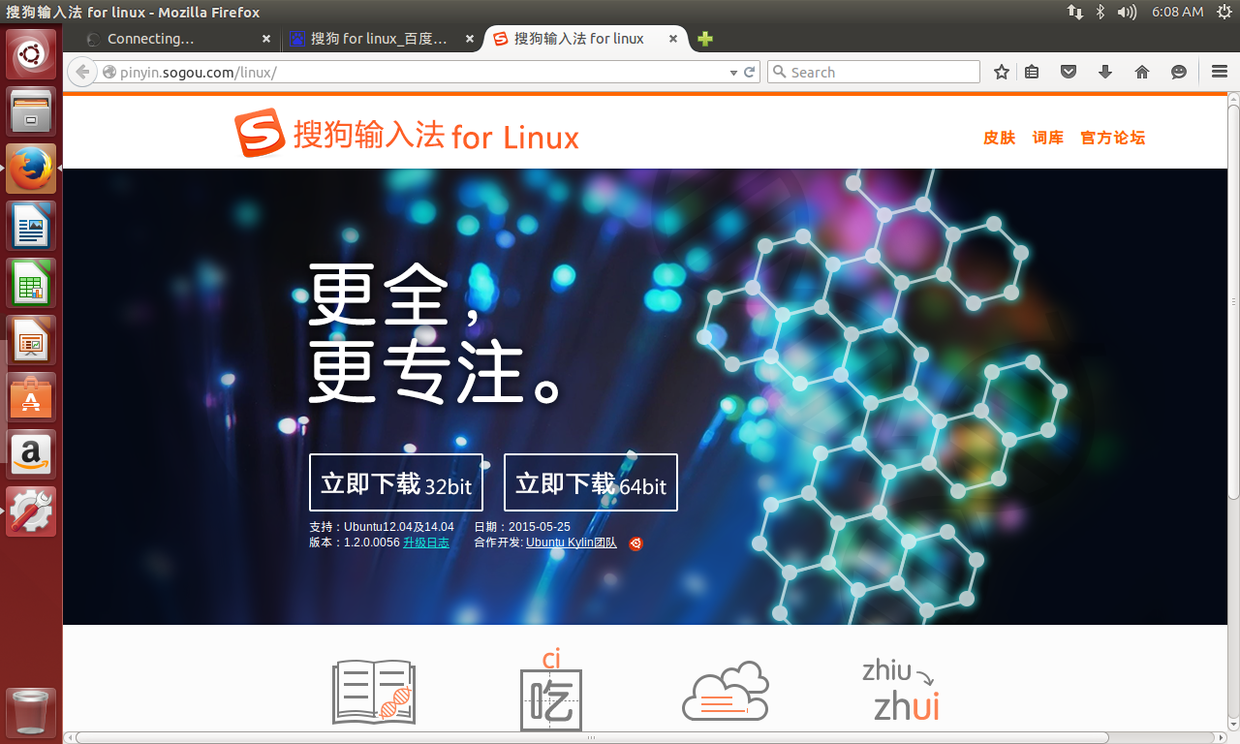 搜狗输入法 for linux - Mozilla Firefox
6:08 AM
Connecting...
搜狗 for linux_百度...
搜狗输入法 for linux
pinyin.sogou.com/linux/
Search
搜狗输入法 for Linux
皮肤 词库 官方论坛
更全，
更专注。
立即下载 32bit
立即下载 64bit
支持：Ubuntu12.04及14.04 日期：2015-05-25
版本：1.2.0.0056 升级日志 合作开发: Ubuntu Kylin团队
ci
吃
zhiu
zhui